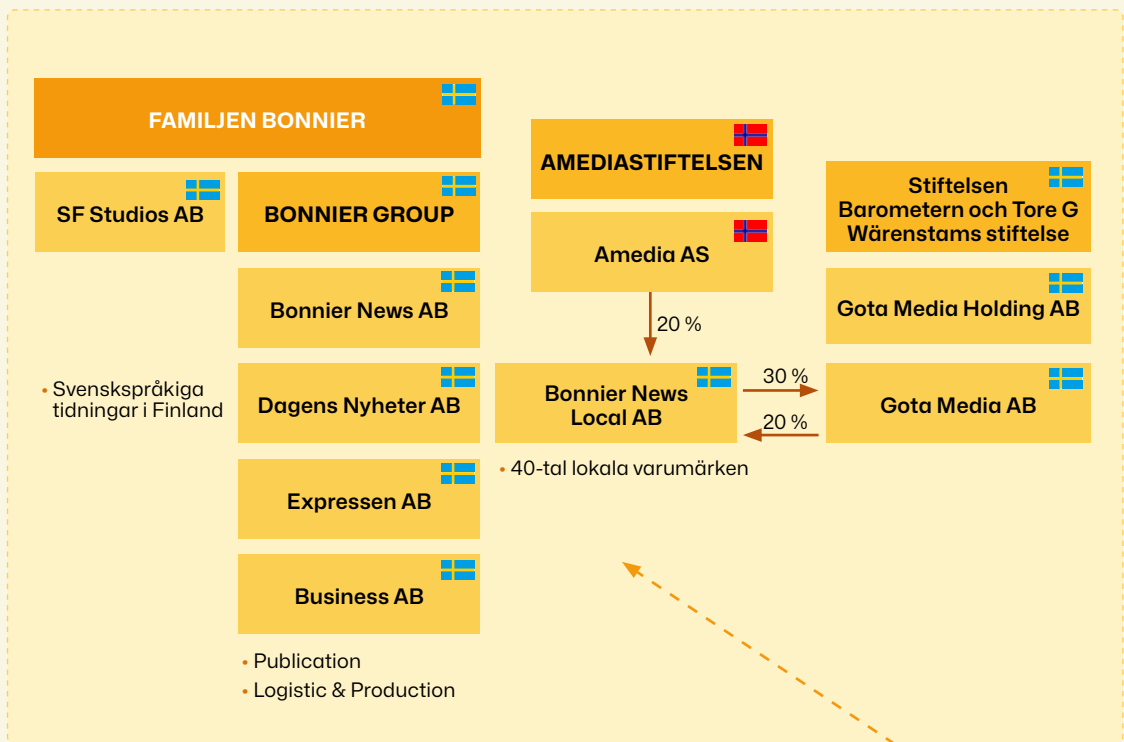 FAMILJEN BONNIER
SF Studios AB
BONNIER GROUP
Bonnier News AB
• Svenskspråkiga
tidningar i Finland
Dagens Nyheter AB
Expressen AB
Business AB
• Publication
• Logistic & Production
AMEDIASTIFTELSEN
Amedia AS
20 %
Bonnier News
Local AB
• 40-tal lokala varumärken
30 %
20 %
Stiftelsen
Barometern och Tore G
Wärenstams stiftelse
Gota Media Holding AB
Gota Media AB